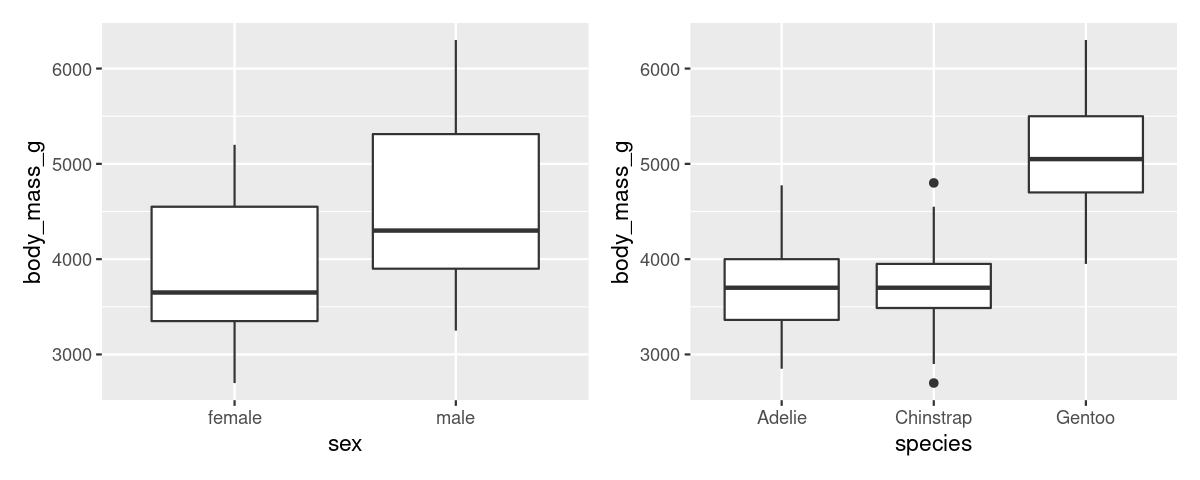 body_mass_g
6000
5000
4000
3000
female
male
sex
body_mass_g
6000
5000
4000
3000
Adelie
Chinstrap
Gentoo
species